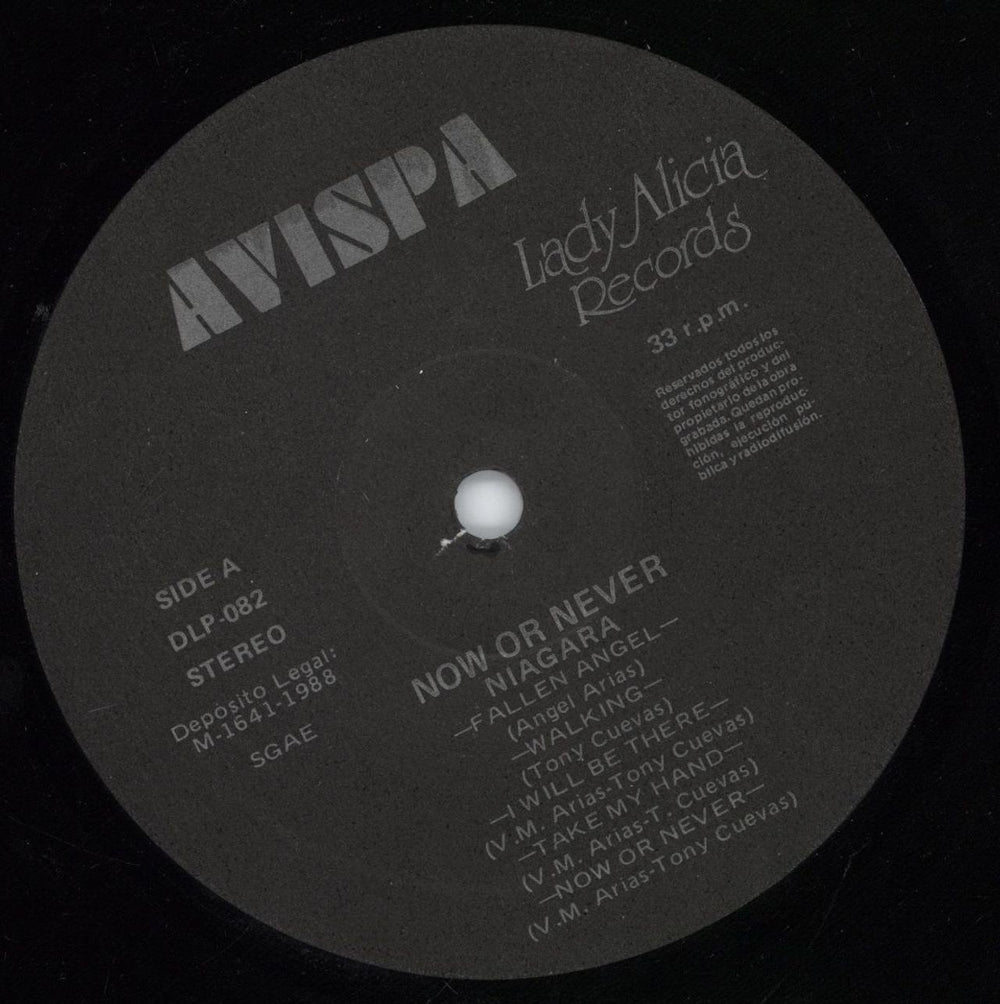 AVISPA
Lady Alicia
Records
33 r.p.m.
Reservados todos los
derechos del produc-
tor fonográfico y del
propietario de la obra
grabada. Quedan pro-
hibidas la reproduc-
ción, ejecución pú-
blica y radiodifusión.
SIDE A
DLP-082
STEREO
Depósito Legal:
M-1641-1988
SGAE
NOW OR NEVER
NIAGARA
—FALLEN ANGEL—
(Angel Arias)
—WALKING—
(Tony Cuevas)
—I WILL BE THERE—
(V.M. Arias-Tony Cuevas)
—TAKE MY HAND—
(V.M. Arias-T. Cuevas)
—NOW OR NEVER—
(V.M. Arias-Tony Cuevas)